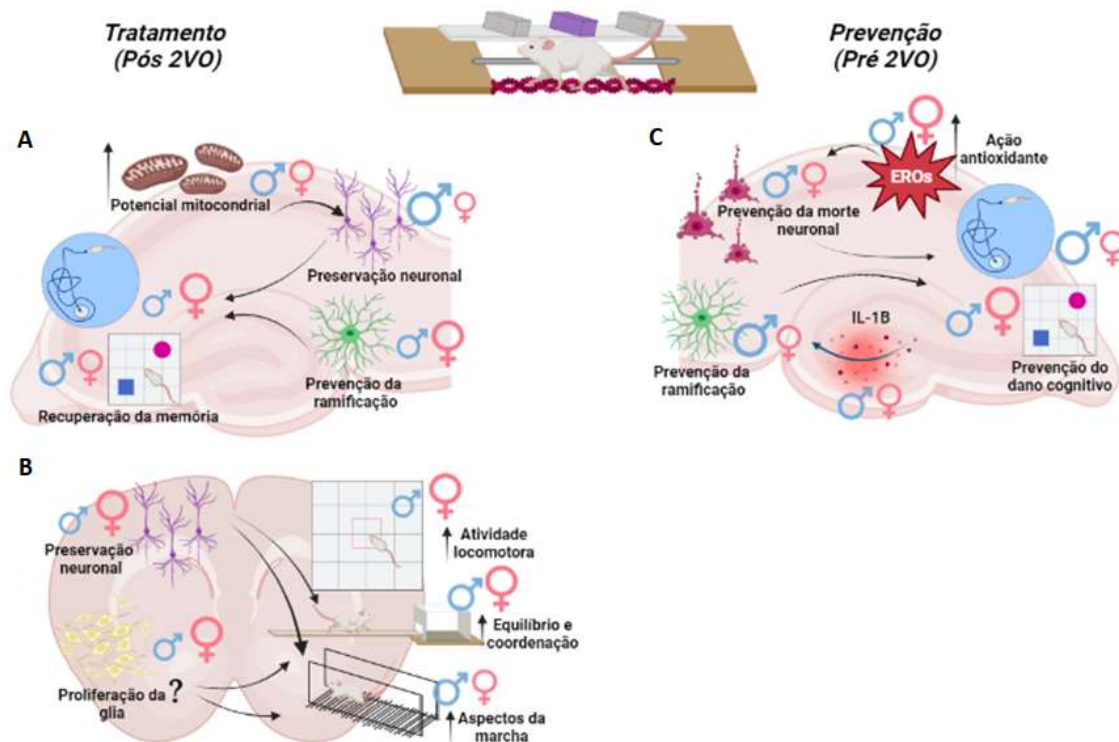 Tratamento
(Pós 2VO)
Prevenção
(Pré 2VO)
A
Potencial mitocondrial
Preservação neuronal
Prevenção da
ramificação
Recuperação da memória
C
Ação
antioxidante
EROs
Prevenção da morte
neuronal
IL-1B
Prevenção da
ramificação
Prevenção do
dano cognitivo
B
Preservação
neuronal
Atividade
locomotora
Equilíbrio e
coordenação
Proliferação da ?
glia
Aspectos da
marcha